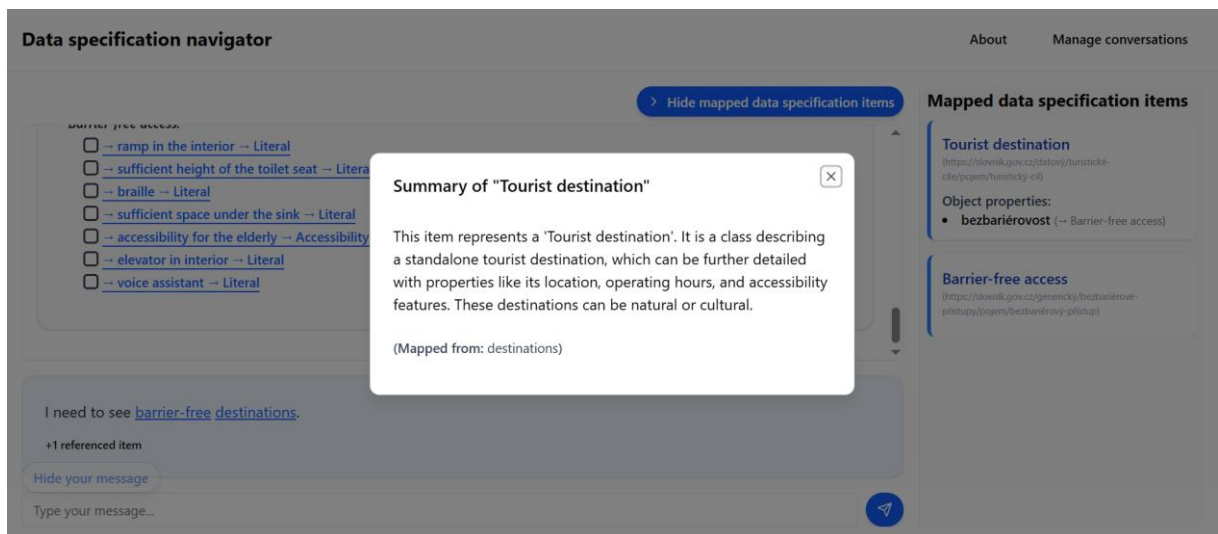 Data specification navigator
About
Manage conversations
Hide mapped data specification items
Barrier free access:
→ ramp in the interior → Literal
→ sufficient height of the toilet seat → Litera
→ braille → Literal
→ sufficient space under the sink → Literal
→ accessibility for the elderly → Accessibility
→ elevator in interior → Literal
→ voice assistant → Literal
Summary of "Tourist destination"
This item represents a 'Tourist destination'. It is a class describing
a standalone tourist destination, which can be further detailed
with properties like its location, operating hours, and accessibility
features. These destinations can be natural or cultural.
(Mapped from: destinations)
I need to see barrier-free destinations.
+1 referenced item
Hide your message
Type your message...
Mapped data specification items
Tourist destination
(https://slovník.gov.cz/datový/turistické-
cíle/pojem/turistický-cíl)
Object properties:
• bezbariérovost (→ Barrier-free access)
Barrier-free access
(https://slovník.gov.cz/generický/bezbariérové-
přístupy/pojem/bezbariérový-přístup)